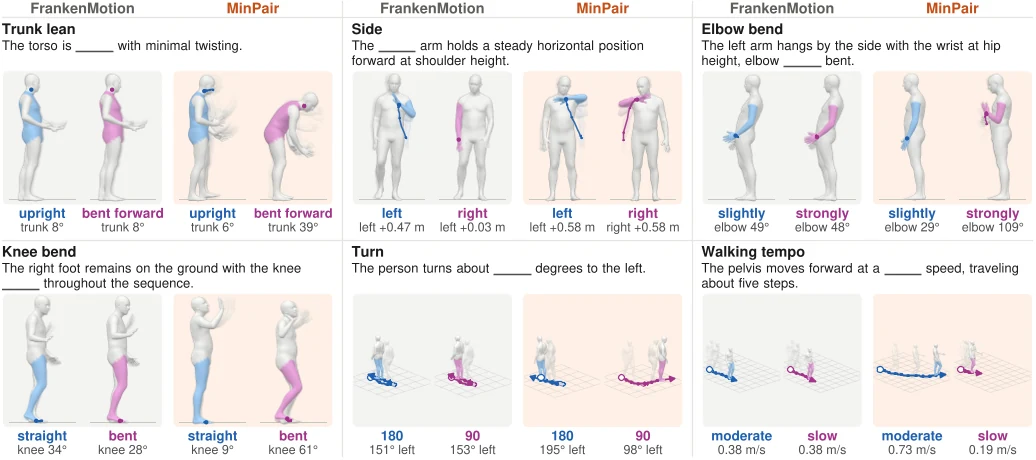 FrankenMotion MinPair FrankenMotion MinPair FrankenMotion MinPair
Trunk lean
The torso is _____ with minimal twisting.
upright bent forward upright bent forward
trunk 8° trunk 8° trunk 6° trunk 39°
Side
The _____ arm holds a steady horizontal position
forward at shoulder height.
left right left right
left +0.47 m left +0.03 m left +0.58 m right +0.58 m
Elbow bend
The left arm hangs by the side with the wrist at hip
height, elbow _____ bent.
slightly strongly slightly strongly
elbow 49° elbow 48° elbow 29° elbow 109°
Knee bend
The right foot remains on the ground with the knee
_____ throughout the sequence.
straight bent straight bent
knee 34° knee 28° knee 9° knee 61°
Turn
The person turns about _____ degrees to the left.
180 90 180 90
151° left 153° left 195° left 98° left
Walking tempo
The pelvis moves forward at a _____ speed, traveling
about five steps.
moderate slow moderate slow
0.38 m/s 0.38 m/s 0.73 m/s 0.19 m/s